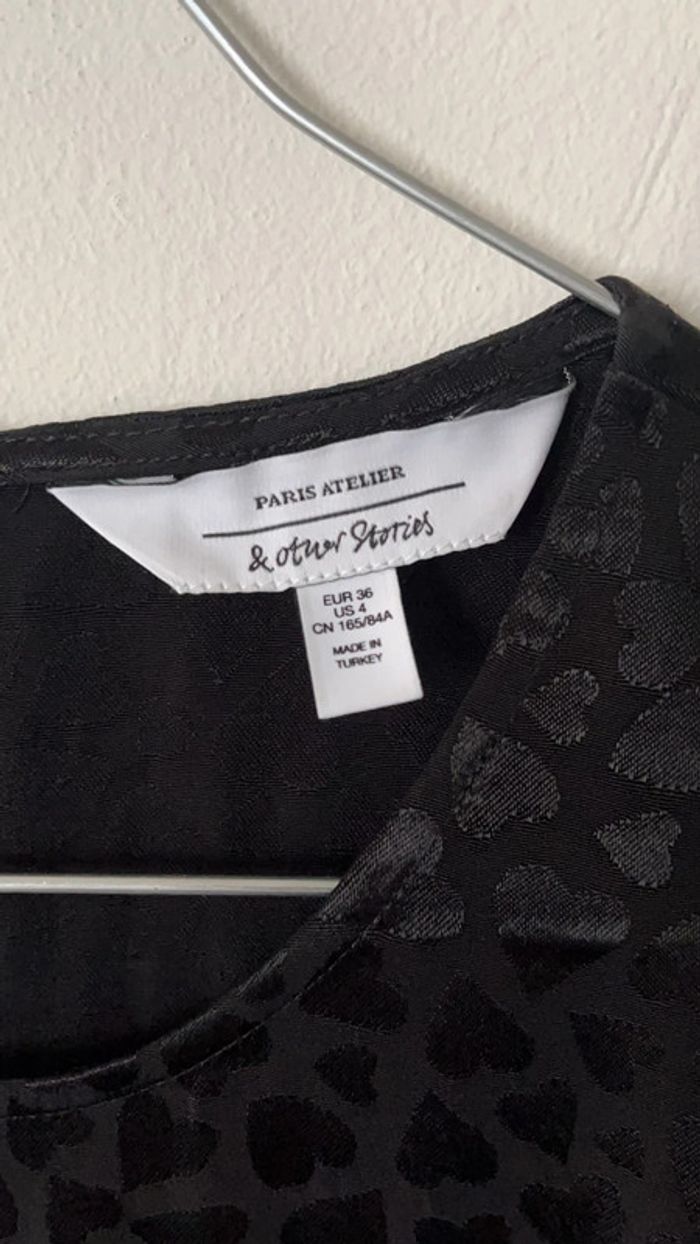 PARIS ATELIER
& other Stories
EUR 36
US 4
CN 165/84A
MADE IN
TURKEY